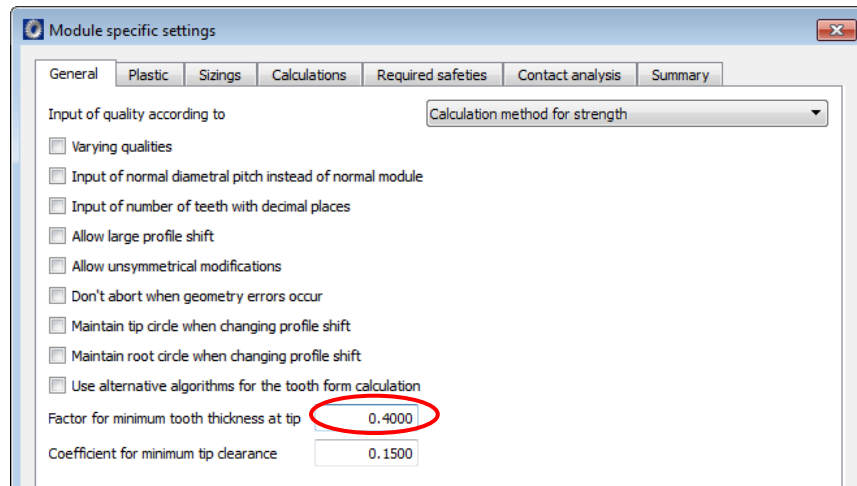 Module specific settings
General Plastic Sizings Calculations Required safeties Contact analysis Summary
Input of quality according to Calculation method for strength
Varying qualities
Input of normal diametral pitch instead of normal module
Input of number of teeth with decimal places
Allow large profile shift
Allow unsymmetrical modifications
Don't abort when geometry errors occur
Maintain tip circle when changing profile shift
Maintain root circle when changing profile shift
Use alternative algorithms for the tooth form calculation
Factor for minimum tooth thickness at tip 0.4000
Coefficient for minimum tip clearance 0.1500